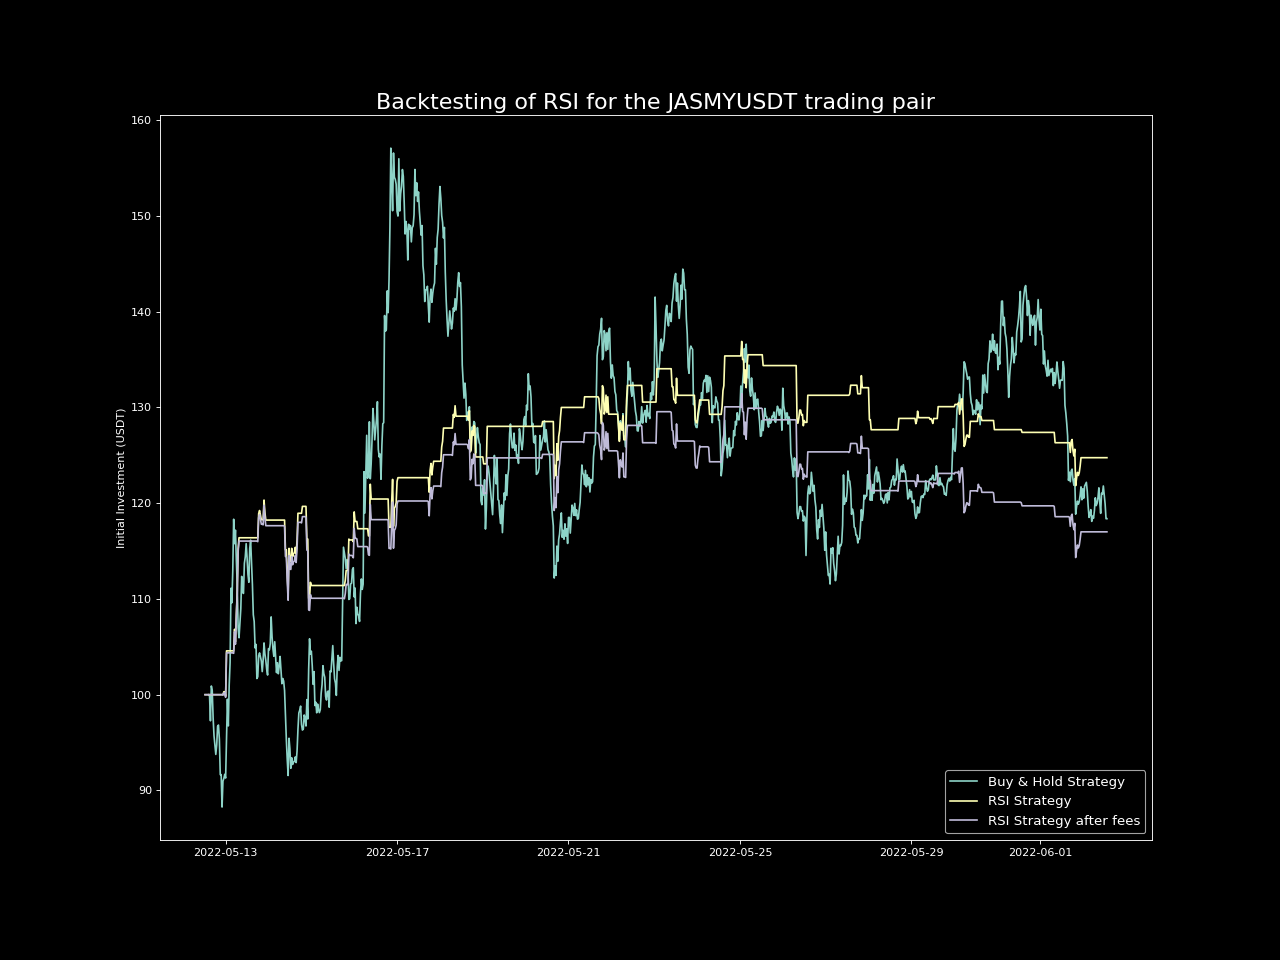 Backtesting of RSI for the JASMYUSDT trading pair
Initial Investment (USDT)
160
150
140
130
120
110
100
90
2022-05-13
2022-05-17
2022-05-21
2022-05-25
2022-05-29
2022-06-01
Buy & Hold Strategy
RSI Strategy
RSI Strategy after fees